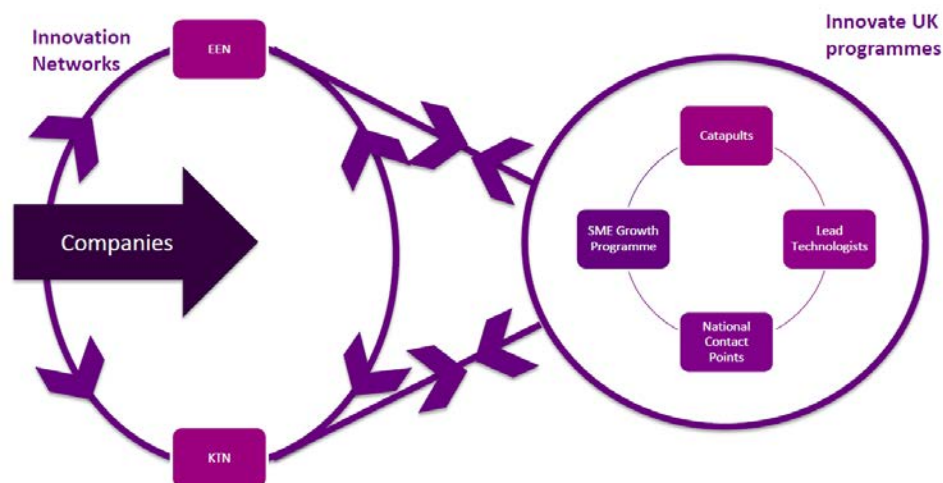 Innovation
Networks
EEN
Innovate UK
programmes
Companies
Catapults
SME Growth
Programme
Lead
Technologists
National
Contact
Points
KTN